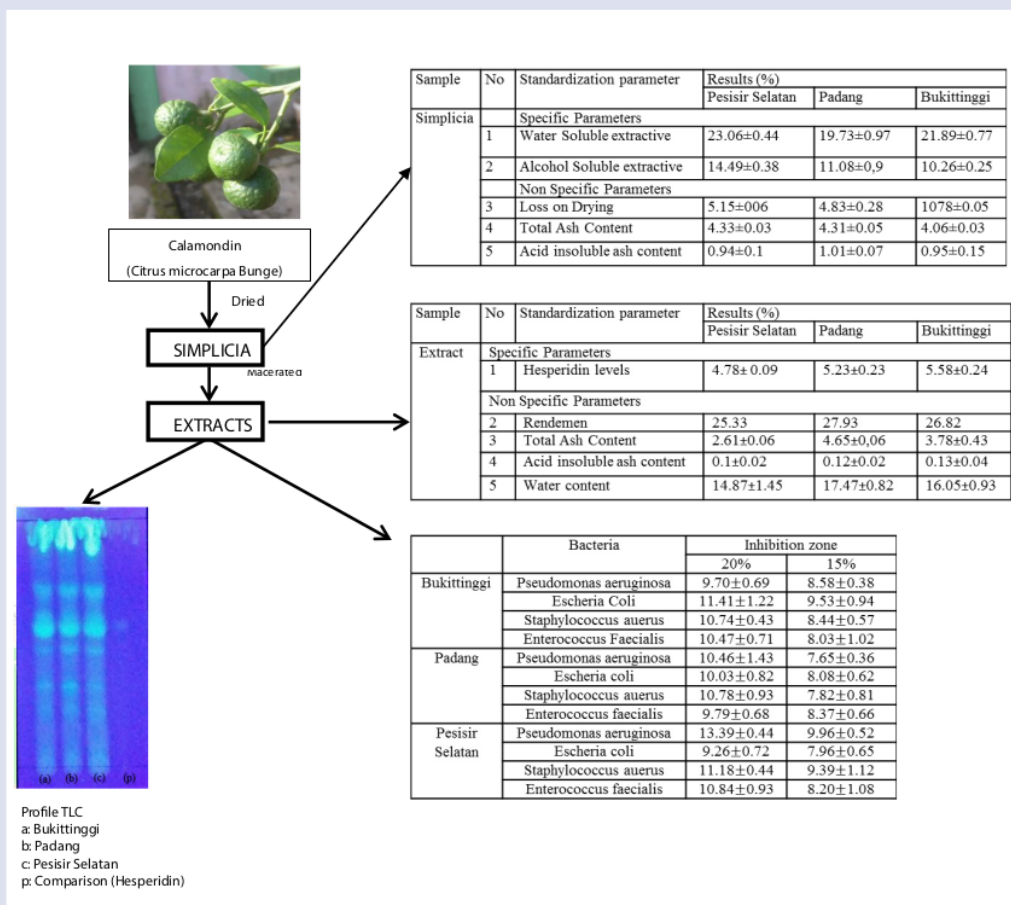 Calamondin
(Citrus microcarpa Bunge)
Dried
SIMPLICIA
Macerated
EXTRACTS
Sample No Standardization parameter Results (%)
Pesisir Selatan Padang Bukittinggi
Simplicia Specific Parameters
1 Water Soluble extractive 23.06±0.44 19.73±0.97 21.89±0.77
2 Alcohol Soluble extractive 14.49±0.38 11.08±0,9 10.26±0.25
Non Specific Parameters
3 Loss on Drying 5.15±006 4.83±0.28 1078±0.05
4 Total Ash Content 4.33±0.03 4.31±0.05 4.06±0.03
5 Acid insoluble ash content 0.94±0.1 1.01±0.07 0.95±0.15
Sample No Standardization parameter Results (%)
Pesisir Selatan Padang Bukittinggi
Extract Specific Parameters
1 Hesperidin levels 4.78± 0.09 5.23±0.23 5.58±0.24
Non Specific Parameters
2 Rendemen 25.33 27.93 26.82
3 Total Ash Content 2.61±0.06 4.65±0,06 3.78±0.43
4 Acid insoluble ash content 0.1±0.02 0.12±0.02 0.13±0.04
5 Water content 14.87±1.45 17.47±0.82 16.05±0.93
Bacteria Inhibition zone
20% 15%
Bukittinggi Pseudomonas aeruginosa 9.70±0.69 8.58±0.38
Escheria Coli 11.41±1.22 9.53±0.94
Staphylococcus auerus 10.74±0.43 8.44±0.57
Enterococcus Faecialis 10.47±0.71 8.03±1.02
Padang Pseudomonas aeruginosa 10.46±1.43 7.65±0.36
Escheria coli 10.03±0.82 8.08±0.62
Staphylococcus auerus 10.78±0.93 7.82±0.81
Enterococcus faecialis 9.79±0.68 8.37±0.66
Pesisir Selatan Pseudomonas aeruginosa 13.39±0.44 9.96±0.52
Escheria coli 9.26±0.72 7.96±0.65
Staphylococcus auerus 11.18±0.44 9.39±1.12
Enterococcus faecialis 10.84±0.93 8.20±1.08
(a) (b) (c) (p)
Profile TLC
a: Bukittinggi
b: Padang
c: Pesisir Selatan
p: Comparison (Hesperidin)